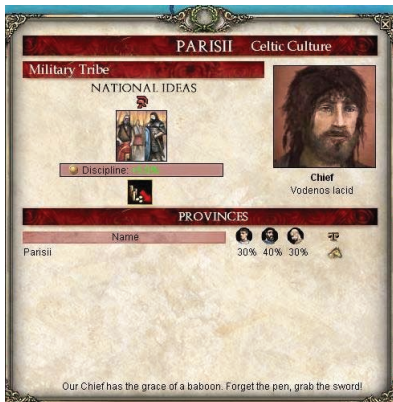 PARISII Celtic Culture
Military Tribe
NATIONAL IDEAS
Discipline:
Chief
Vodenos Iacid
PROVINCES
Name
30% 40% 30%
Parisii
Our Chief has the grace of a baboon. Forget the pen, grab the sword!